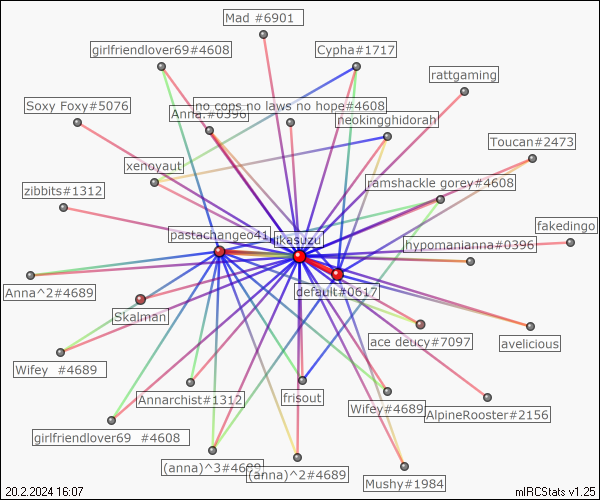 Mad #6901
girlfriendlover69#4608
Cypha#1717
rattgaming
Soxy Foxy#5076
no cops no laws no hope#4608
Anna.#0396
neokingghidorah
Toucan#2473
xenoyaut
ramshackle gorey#4608
zibbits#1312
fakedingo
pastachangeo41
likasuzu
hypomanianna#0396
Anna^2#4689
default#0617
Skalman
ace deucy#7097
avelicious
Wifey #4689
Annarchist#1312
frisout
Wifey#4689
AlpineRooster#2156
girlfriendlover69 #4608
(anna)^3#4689
(anna)^2#4689
Mushy#1984
20.2.2024 16:07
mIRCStats v1.25